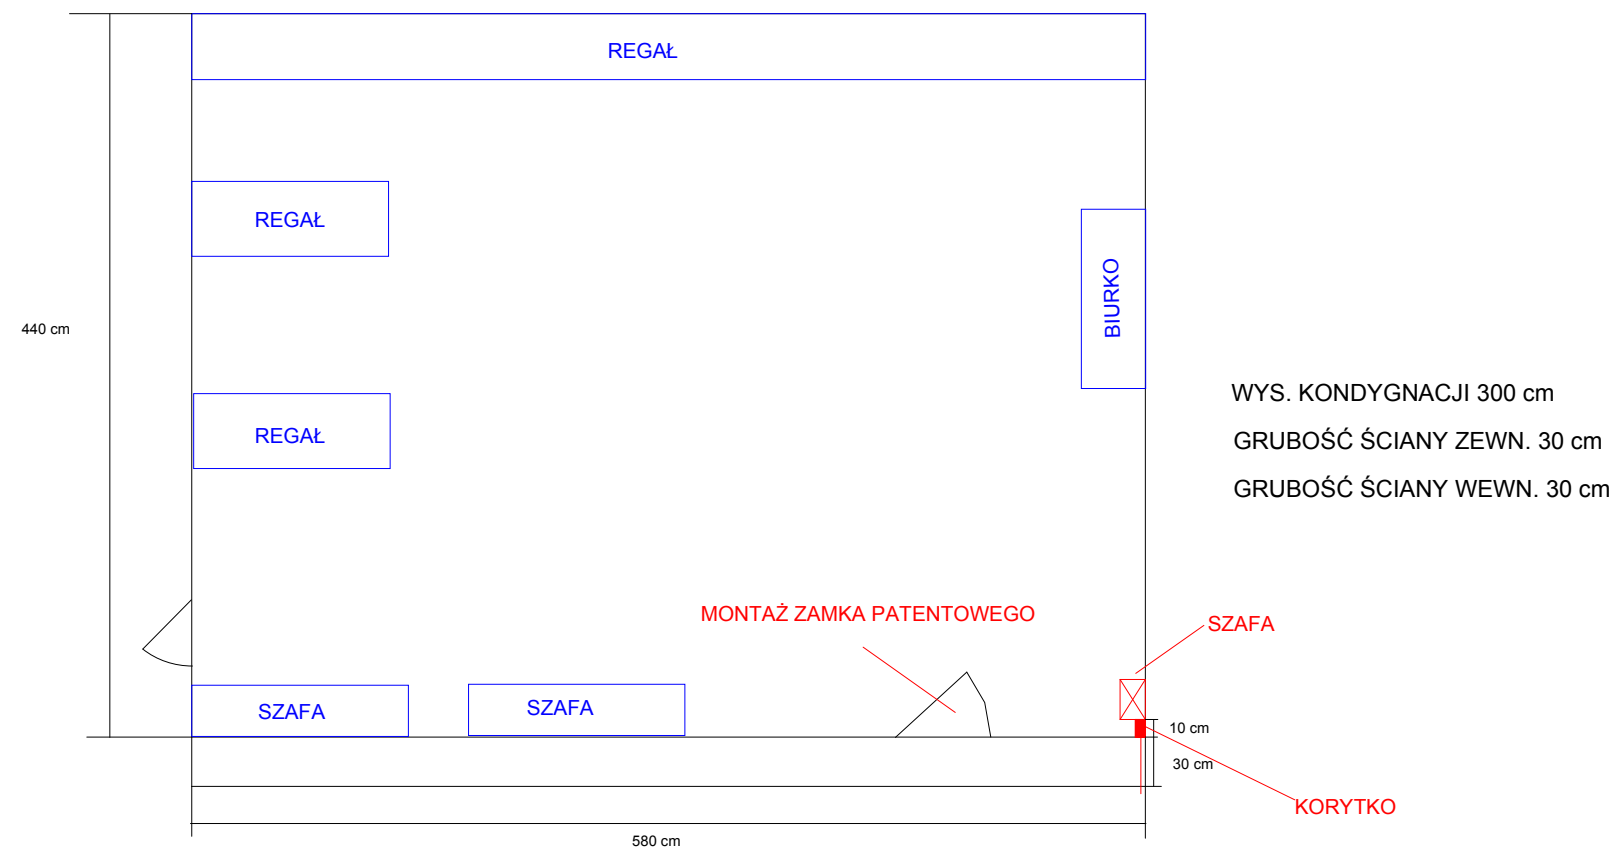 REGAŁ
REGAŁ
BIURKO
440 cm
WYS. KONDYGNACJI 300 cm
REGAŁ
GRUBOŚĆ ŚCIANY ZEWN. 30 cm
GRUBOŚĆ ŚCIANY WEWN. 30 cm
MONTAŻ ZAMKA PATENTOWEGO
SZAFA
SZAFA
SZAFA
10 cm
30 cm
KORYTKO
580 cm